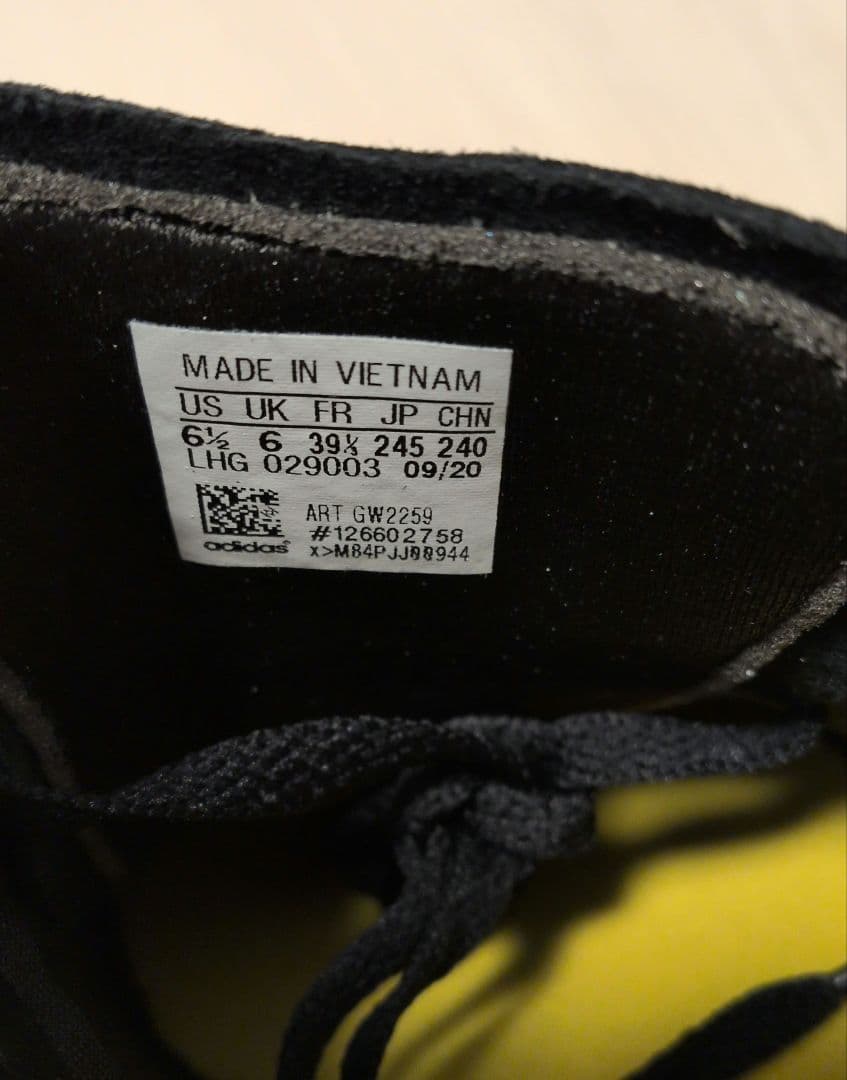 MADE IN VIETNAM
US UK FR JP CHN
6½ 6 39⅓ 245 240
LHG 029003 09/20
ART GW2259
#126602758
adidas x>M84PJJ00944